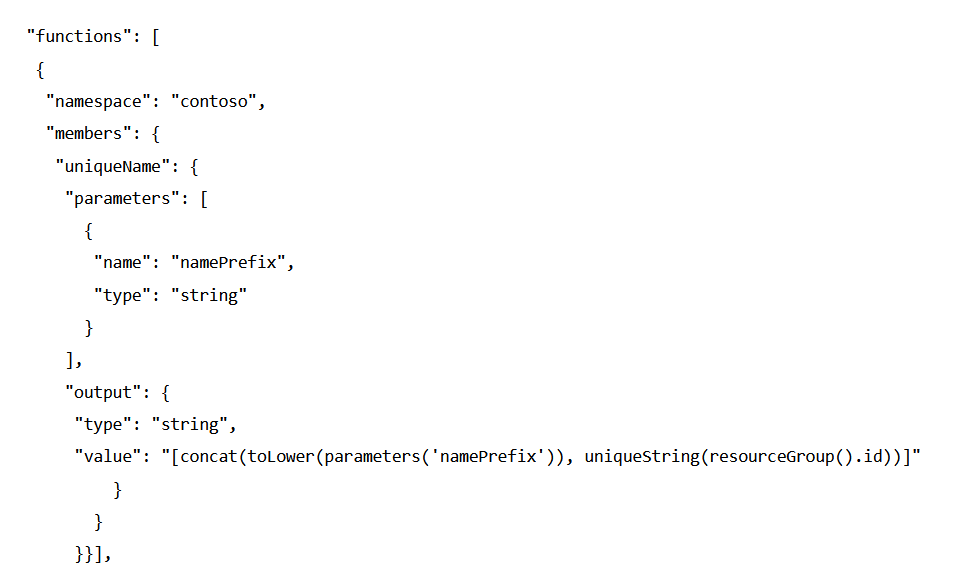 "functions": [
{
"namespace": "contoso",
"members": {
"uniqueName": {
"parameters": [
{
"name": "namePrefix",
"type": "string"
}
],
"output": {
"type": "string",
"value": "[concat(toLower(parameters('namePrefix')), uniqueString(resourceGroup().id))]"
}
}
}}],